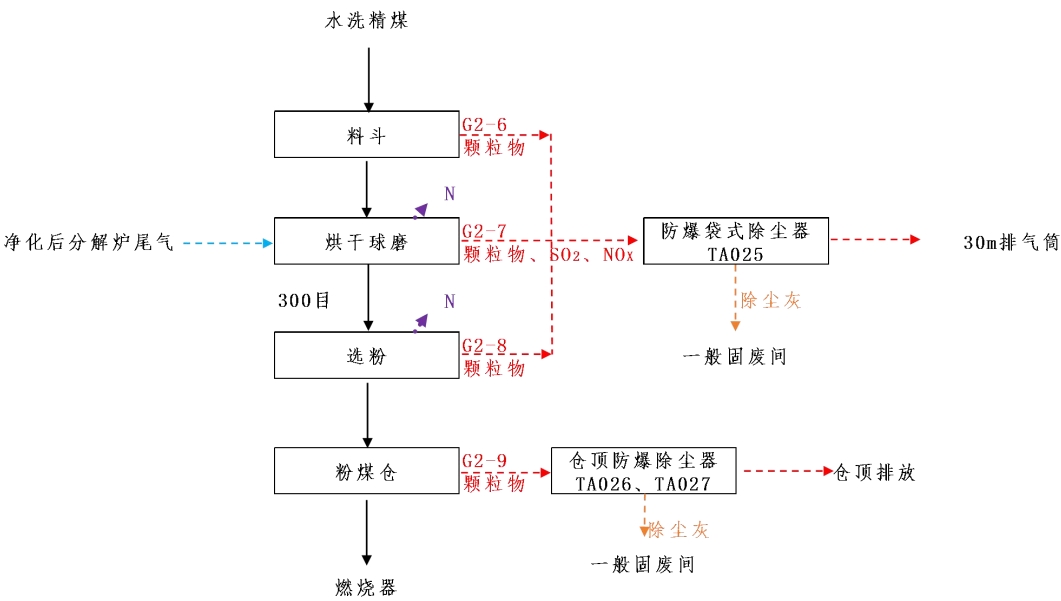 水洗精煤
料斗
G2-6
颗粒物
N
净化后分解炉尾气
烘干球磨
G2-7
颗粒物、SO₂、NOx
防爆袋式除尘器
TA025
30m排气筒
300目
N
除尘灰
选粉
G2-8
颗粒物
一般固废间
粉煤仓
G2-9
颗粒物
仓顶防爆除尘器
TA026、TA027
仓顶排放
除尘灰
一般固废间
燃烧器